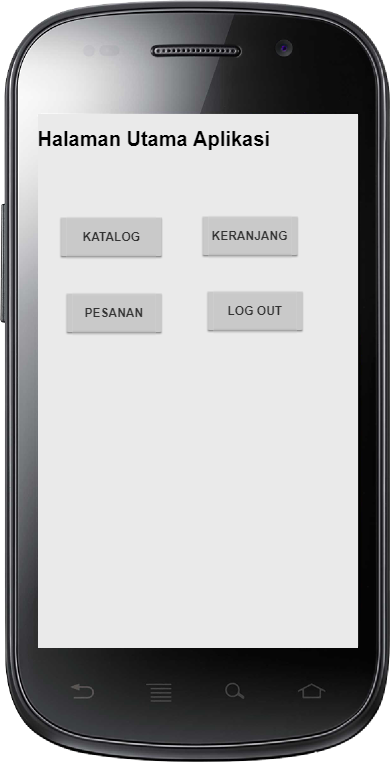 Halaman Utama Aplikasi
KATALOG KERANJANG
PESANAN LOG OUT